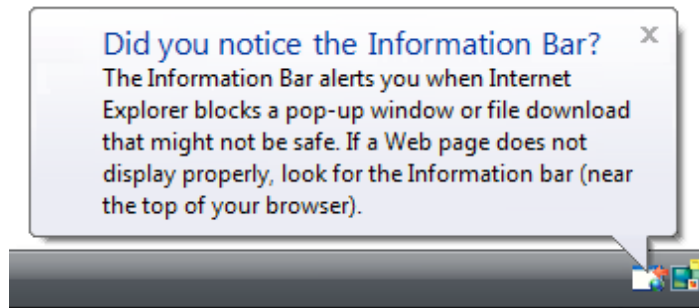 Did you notice the Information Bar?
The Information Bar alerts you when Internet
Explorer blocks a pop-up window or file download
that might not be safe. If a Web page does not
display properly, look for the Information bar (near
the top of your browser).